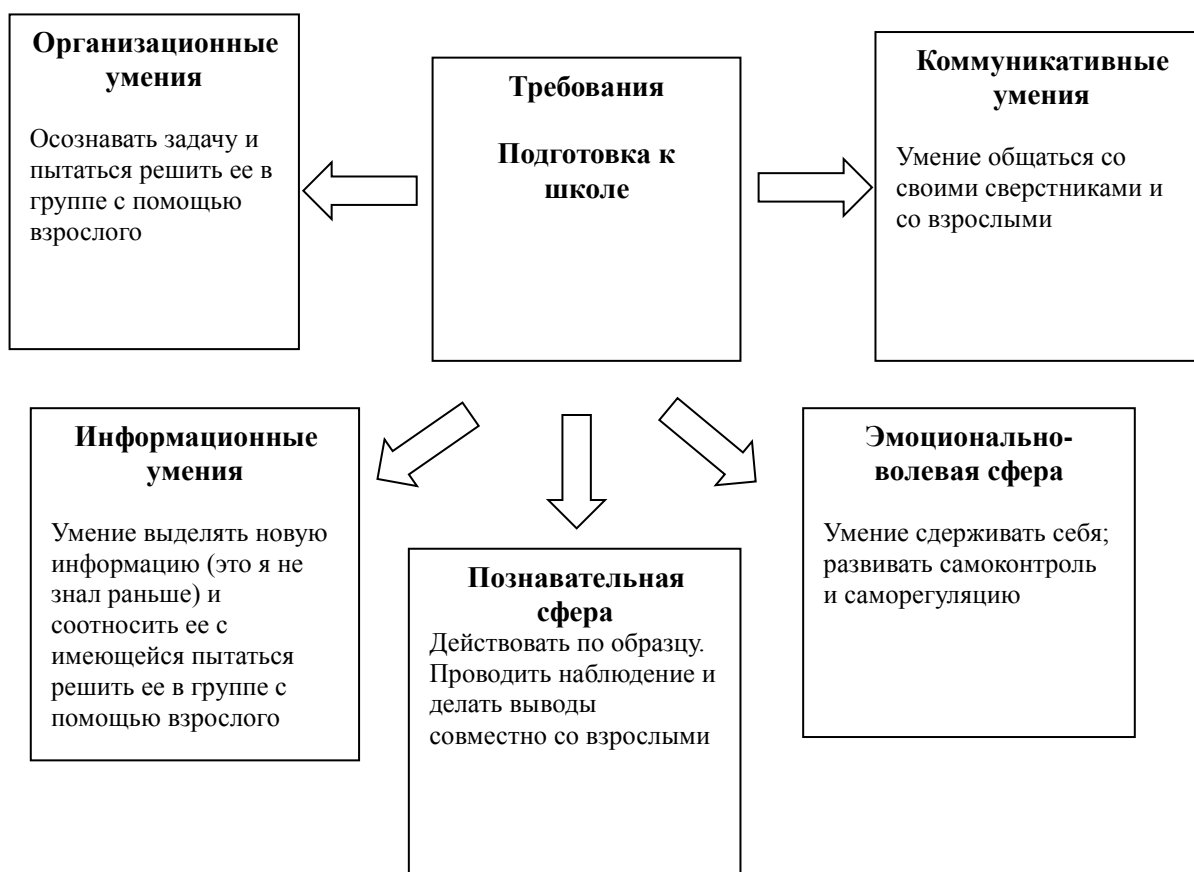 Организационные
умения
Осознавать задачу и
пытаться решить ее в
группе с помощью
взрослого
Требования
Подготовка к
школе
Коммуникативные
умения
Умение общаться со
своими сверстниками и
со взрослыми
Информационные
умения
Умение выделять новую
информацию (это я не
знал раньше) и
соотносить ее с
имеющейся пытаться
решить ее в группе с
помощью взрослого
Познавательная
сфера
Действовать по образцу.
Проводить наблюдение и
делать выводы
совместно со взрослыми
Эмоционально-
волевая сфера
Умение сдерживать себя;
развивать самоконтроль
и саморегуляцию